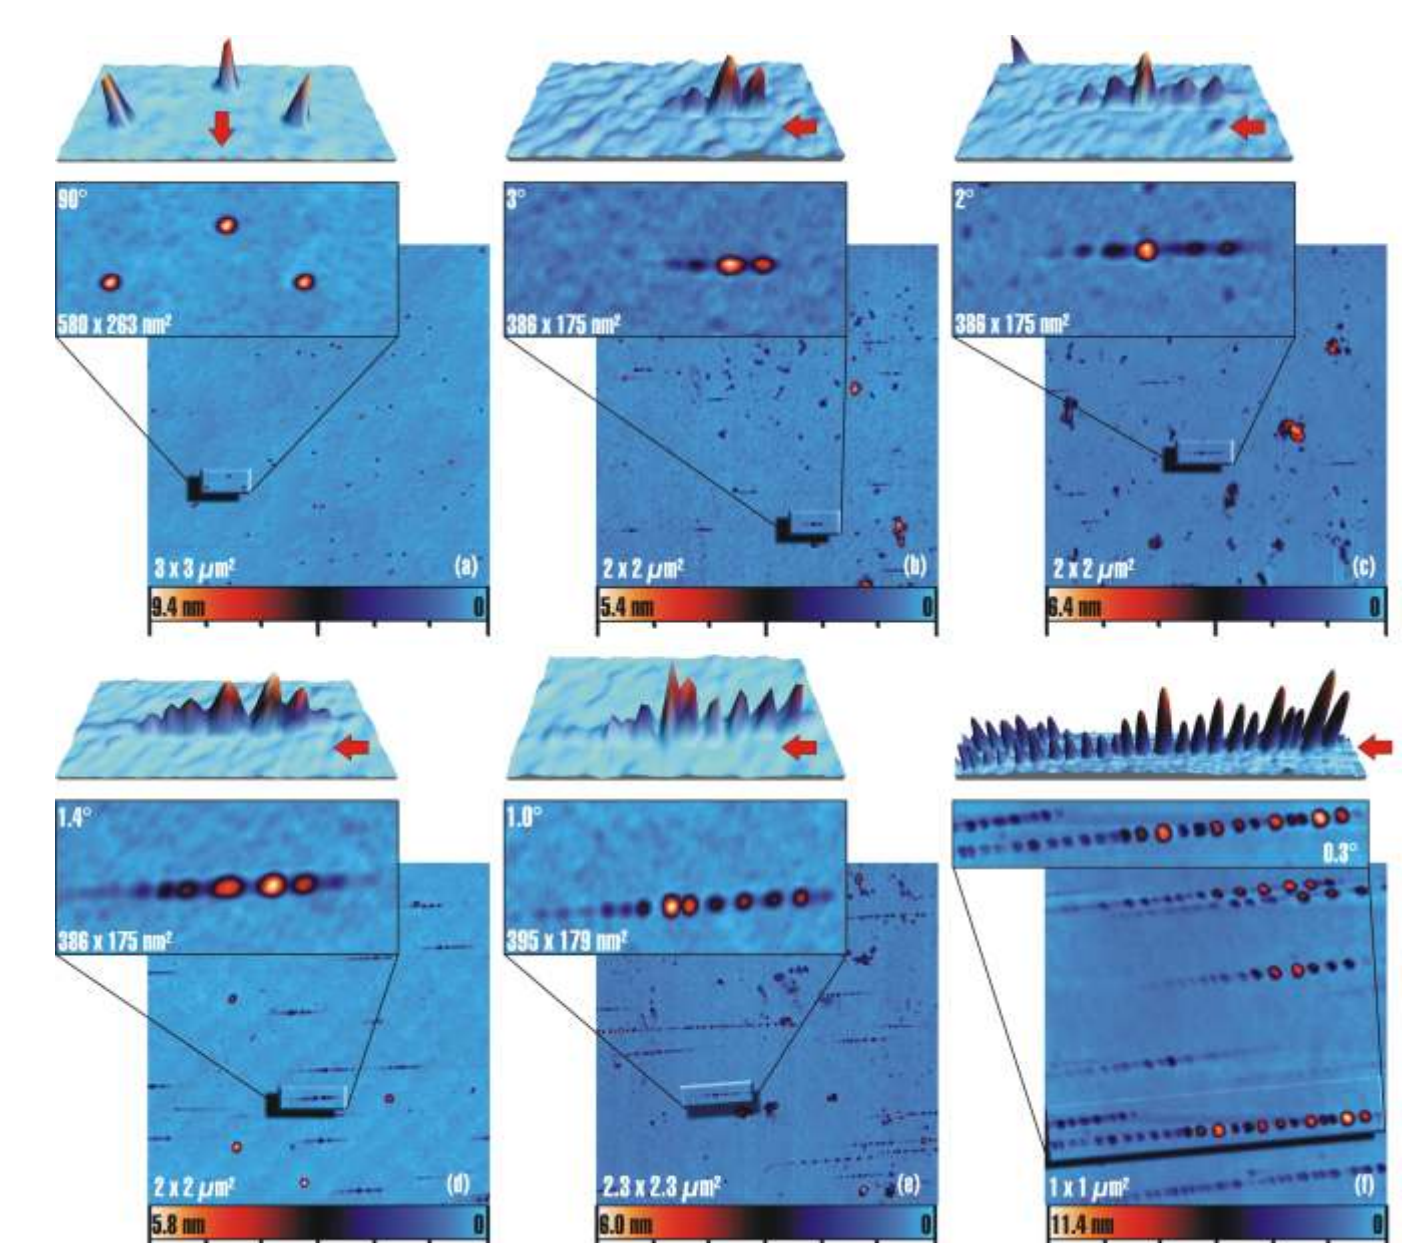 90°
580 x 263 nm²
3 x 3 μm²
(a)
9.4 nm
0
3°
386 x 175 nm²
2 x 2 μm²
(b)
5.4 nm
0
2°
386 x 175 nm²
2 x 2 μm²
(c)
6.4 nm
0
1.4°
386 x 175 nm²
2 x 2 μm²
(d)
5.8 nm
0
1.0°
395 x 179 nm²
2.3 x 2.3 μm²
(e)
6.0 nm
0
0.3°
1 x 1 μm²
(f)
11.4 nm
0